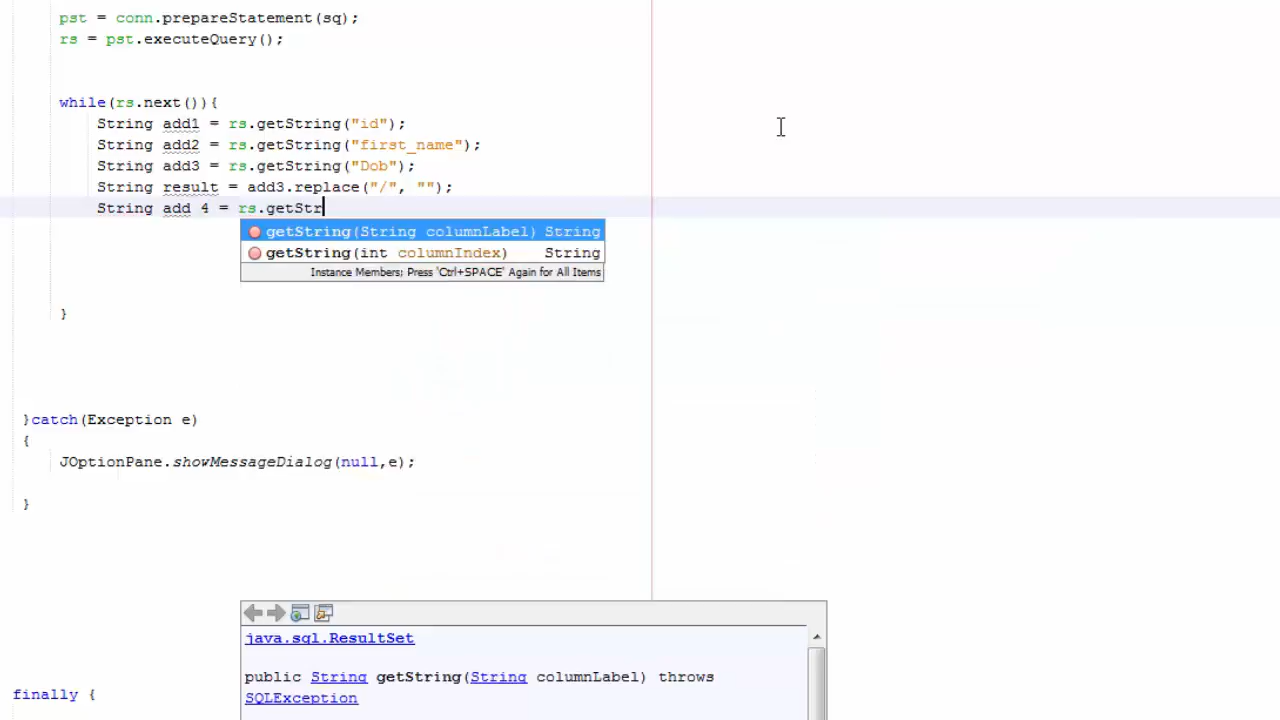 pst = conn.prepareStatement(sq);
rs = pst.executeQuery();
while(rs.next()){
String add1 = rs.getString("id");
String add2 = rs.getString("first_name");
String add3 = rs.getString("Dob");
String result = add3.replace("/", "");
String add 4 = rs.getStr
getString(String columnLabel) String
getString(int columnIndex) String
Instance Members; Press 'Ctrl+SPACE' Again for All Items
}
}catch(Exception e)
{
JOptionPane.showMessageDialog(null,e);
}
java.sql.ResultSet
public String getString(String columnLabel) throws
SQLException
finally {